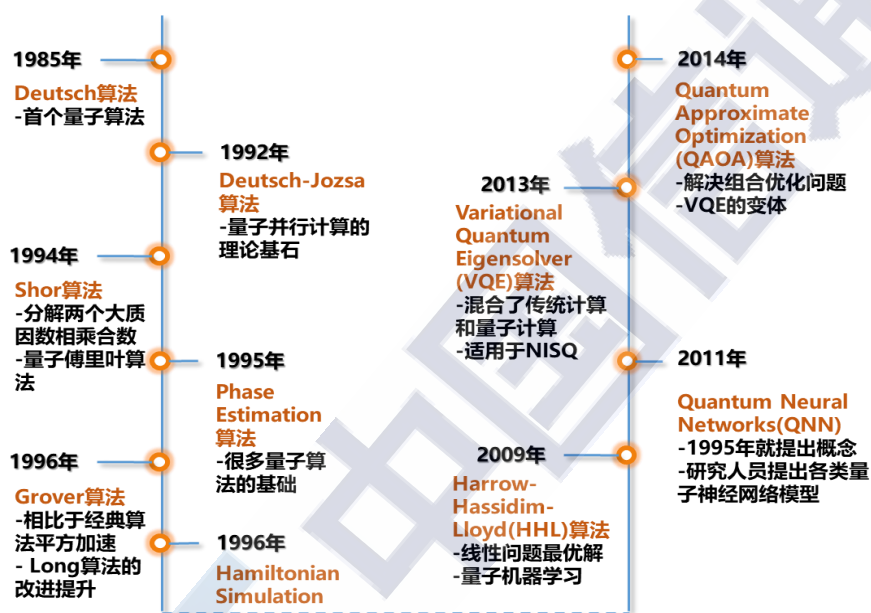 1985年
Deutsch算法
-首个量子算法
1992年
Deutsch-Jozsa
算法
-量子并行计算的
理论基石
1994年
Shor算法
-分解两个大质
因数相乘合数
-量子傅里叶算
法
1995年
Phase
Estimation
算法
-很多量子算
法的基础
1996年
Grover算法
-相比于经典算
法平方加速
- Long算法的
改进提升
1996年
Hamiltonian
Simulation
2009年
Harrow-
Hassidim-
Lloyd(HHL)算法
-线性问题最优解
-量子机器学习
2011年
Quantum Neural
Networks(QNN)
-1995年就提出概念
-研究人员提出各类量
子神经网络模型
2013年
Variational
Quantum
Eigensolver
(VQE)算法
-混合了传统计算
和量子计算
-适用于NISQ
2014年
Quantum
Approximate
Optimization
(QAOA)算法
-解决组合优化问题
-VQE的变体
中国信通